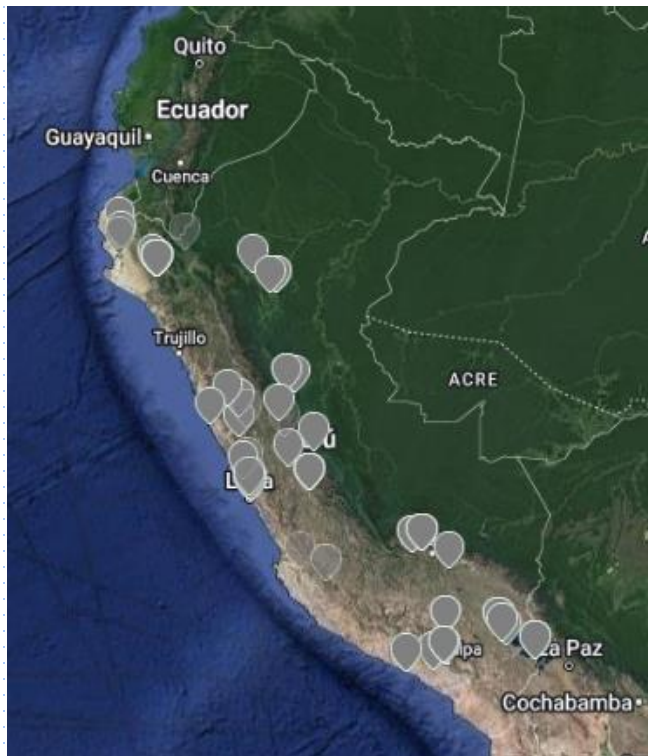 Quito
Ecuador
Guayaquil
Cuenca
Trujillo
ACRE
La Paz
Cochabamba